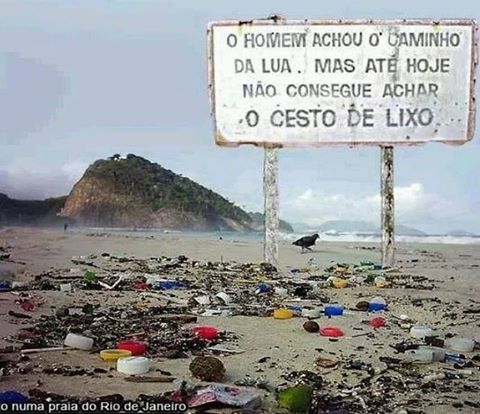 O HOMEM ACHOU O CAMINHO
DA LUA. MAS ATÉ HOJE
NÃO CONSEGUE ACHAR
O CESTO DE LIXO.
o numa praia do Rio de Janeiro